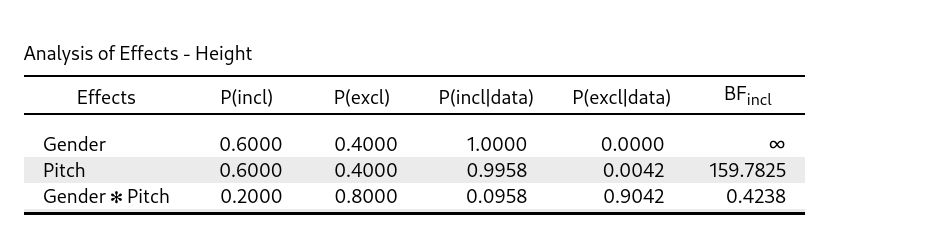 Analysis of Effects - Height
Effects P(incl) P(excl) P(incl|data) P(excl|data) BFincl
Gender 0.6000 0.4000 1.0000 0.0000 ∞
Pitch 0.6000 0.4000 0.9958 0.0042 159.7825
Gender ✻ Pitch 0.2000 0.8000 0.0958 0.9042 0.4238